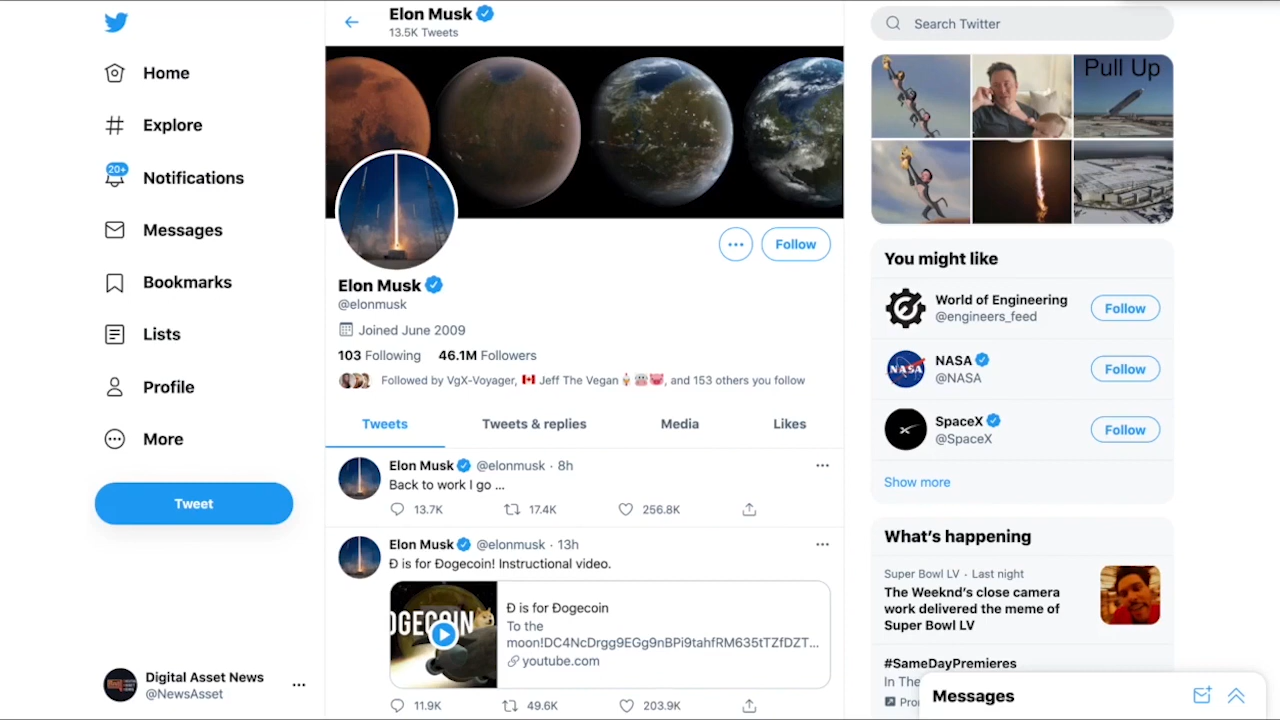 Home
Explore
20+
Notifications
Messages
Bookmarks
Lists
Profile
More
Tweet
Digital Asset News
@NewsAsset
Elon Musk
13.5K Tweets
Follow
Elon Musk
@elonmusk
Joined June 2009
103 Following 46.1M Followers
Followed by VgX-Voyager, 🇨🇦 Jeff The Vegan, and 153 others you follow
Tweets Tweets & replies Media Likes
Elon Musk @elonmusk · 8h
Back to work I go ...
13.7K 17.4K 256.8K
Elon Musk @elonmusk · 13h
Ð is for Ðogecoin! Instructional video.
OGECOIN
Ð is for Ðogecoin
To the
moon!DC4NcDrgg9EGg9nBPi9tahfRM635tTZfDZT...
youtube.com
11.9K 49.6K 203.9K
Search Twitter
Pull Up
You might like
World of Engineering
@engineers_feed
Follow
NASA
NASA
@NASA
Follow
SpaceX
@SpaceX
Follow
Show more
What's happening
Super Bowl LV · Last night
The Weeknd's close camera
work delivered the meme of
Super Bowl LV
#SameDayPremieres
In The
Pro
Messages